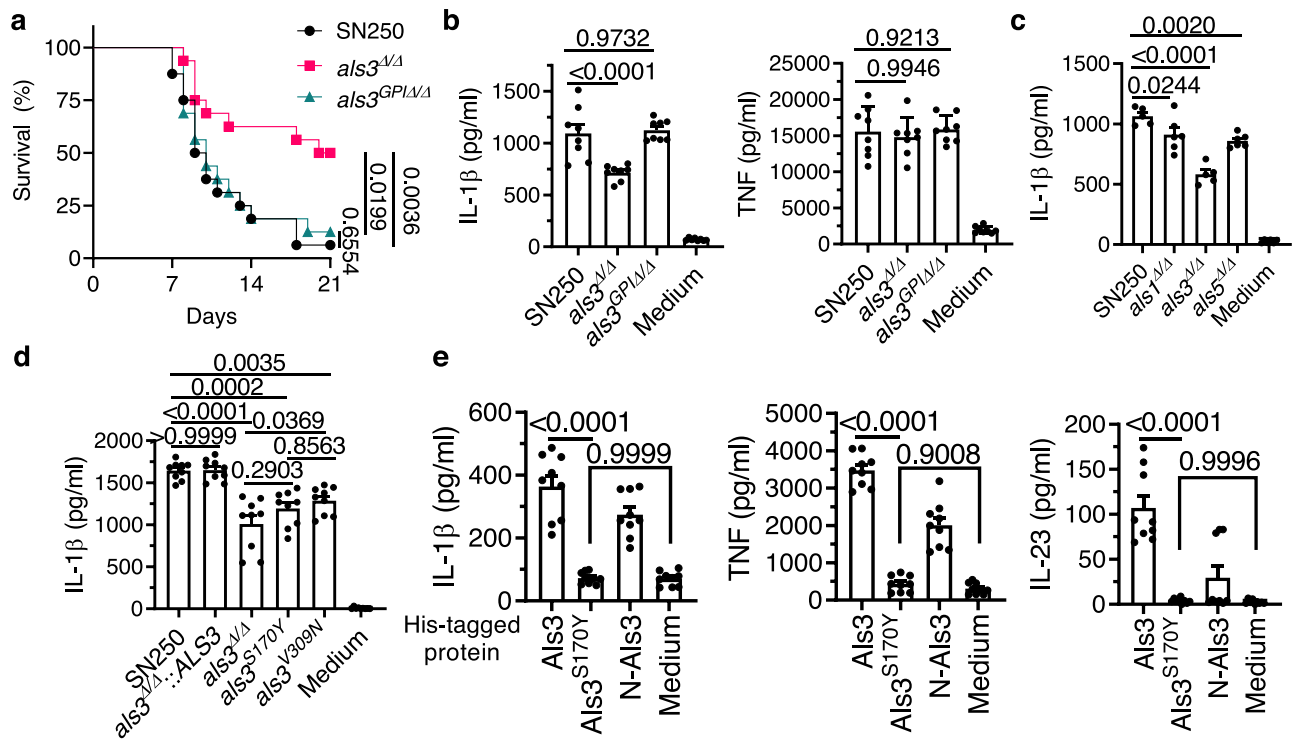 a
SN250
als3Δ/Δ
als3GPIΔ/Δ
Survival (%)
100
75
50
25
0
0 7 14 21
Days
0.0036
0.0199
0.6554
b
0.9732
<0.0001
IL-1β (pg/ml)
1500
1000
500
0
SN250
als3Δ/Δ
als3GPIΔ/Δ
Medium
0.9213
0.9946
TNF (pg/ml)
25000
20000
15000
10000
5000
0
SN250
als3Δ/Δ
als3GPIΔ/Δ
Medium
c
0.0020
<0.0001
0.0244
IL-1β (pg/ml)
1500
1000
500
0
SN250
als1Δ/Δ
als3Δ/Δ
als5Δ/Δ
Medium
d
0.0035
0.0002
<0.0001
0.0369
>0.9999
0.8563
0.2903
IL-1β (pg/ml)
2000
1500
1000
500
0
SN250
als3Δ/Δ::ALS3
als3Δ/Δ
als3S170Y
als3V309N
Medium
e
<0.0001
0.9999
IL-1β (pg/ml)
600
400
200
0
His-tagged
protein
Als3
Als3S170Y
N-Als3
Medium
<0.0001
0.9008
TNF (pg/ml)
5000
4000
3000
2000
1000
0
Als3
Als3S170Y
N-Als3
Medium
<0.0001
0.9996
IL-23 (pg/ml)
200
150
100
50
0
Als3
Als3S170Y
N-Als3
Medium